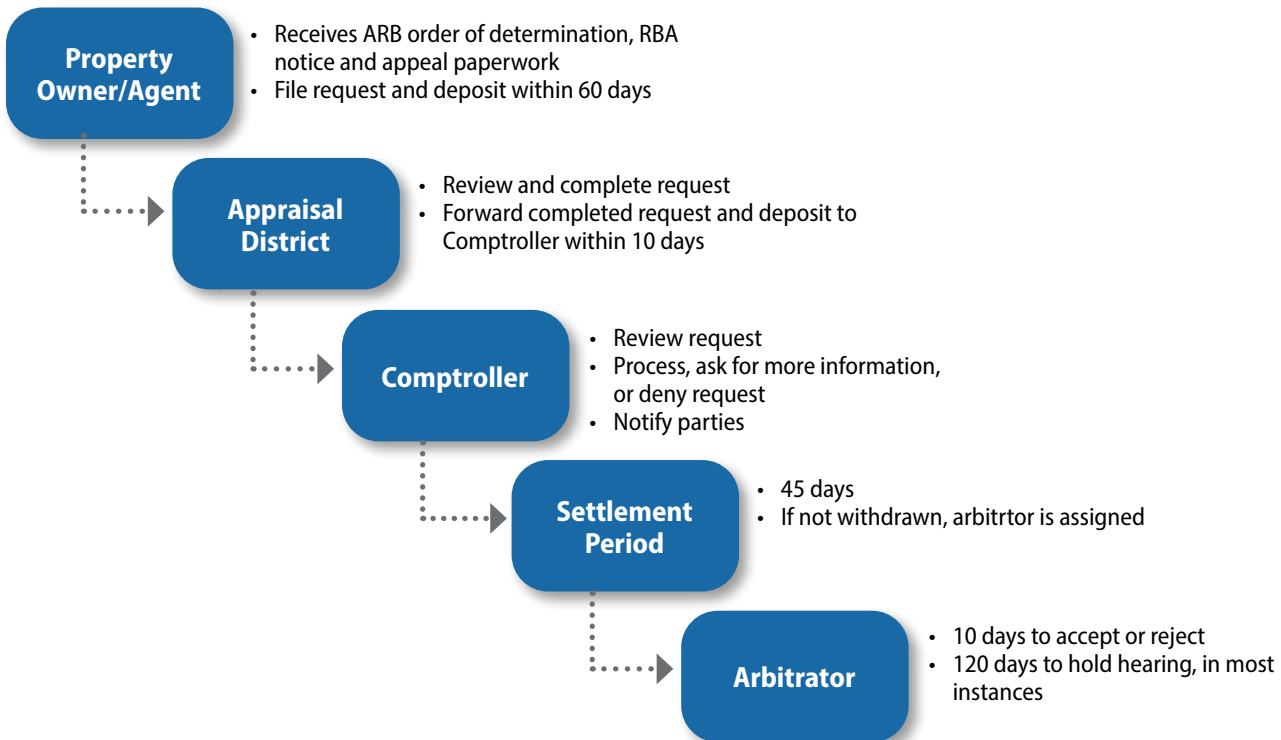 Property
Owner/Agent
• Receives ARB order of determination, RBA
notice and appeal paperwork
• File request and deposit within 60 days
Appraisal
District
• Review and complete request
• Forward completed request and deposit to
Comptroller within 10 days
Comptroller
• Review request
• Process, ask for more information,
or deny request
• Notify parties
Settlement
Period
• 45 days
• If not withdrawn, arbitrtor is assigned
Arbitrator
• 10 days to accept or reject
• 120 days to hold hearing, in most
instances